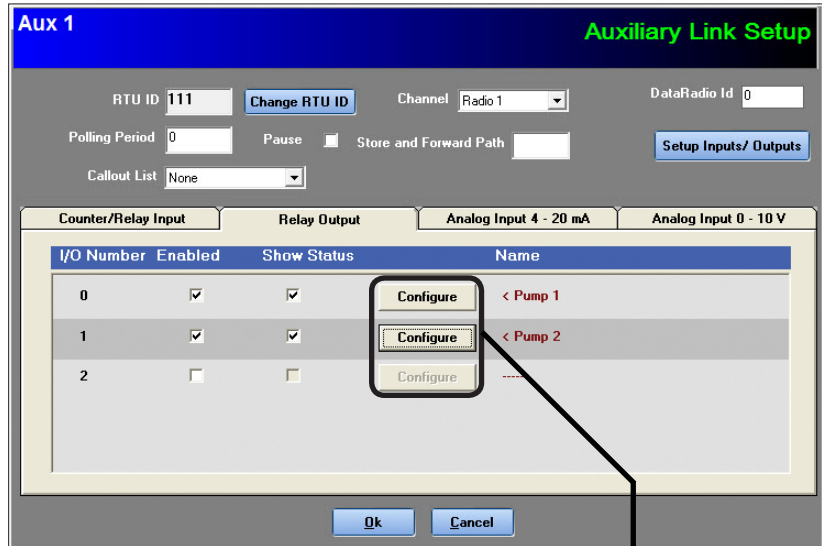 Aux 1
Auxiliary Link Setup
RTU ID 111 Change RTU ID Channel Radio 1 DataRadio Id 0
Polling Period 0 Pause Store and Forward Path Setup Inputs/ Outputs
Callout List None
Counter/Relay Input Relay Output Analog Input 4 - 20 mA Analog Input 0 - 10 V
I/O Number Enabled Show Status Name
0 Configure < Pump 1
1 Configure < Pump 2
2 Configure ------
Ok Cancel